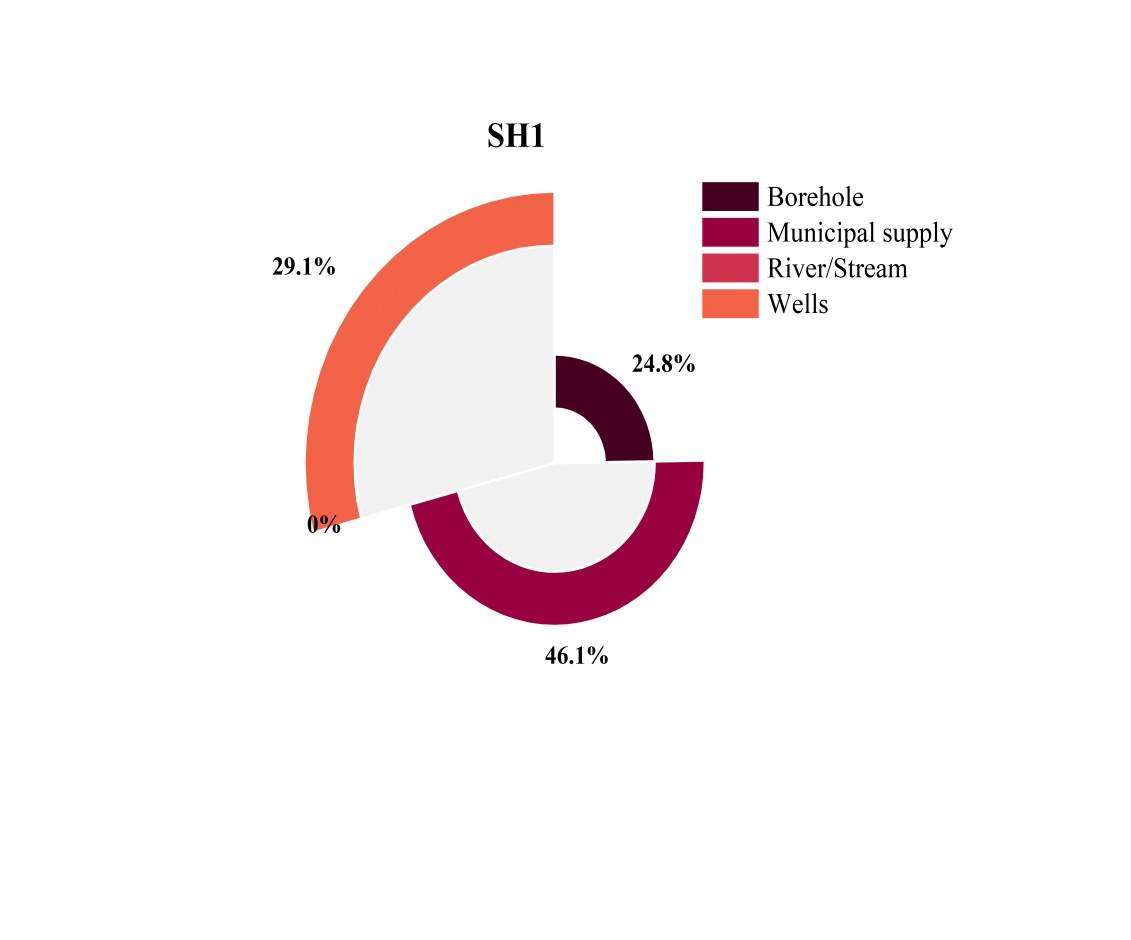 SH1
Borehole
Municipal supply
River/Stream
Wells
29.1%
24.8%
0%
46.1%